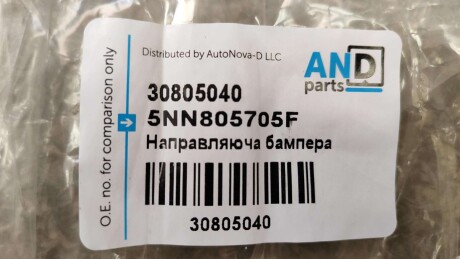 Distributed by AutoNova-D LLC
AND
parts
30805040
5NN805705F
Направляюча бампера
30805040
O.E. no. for comparison only